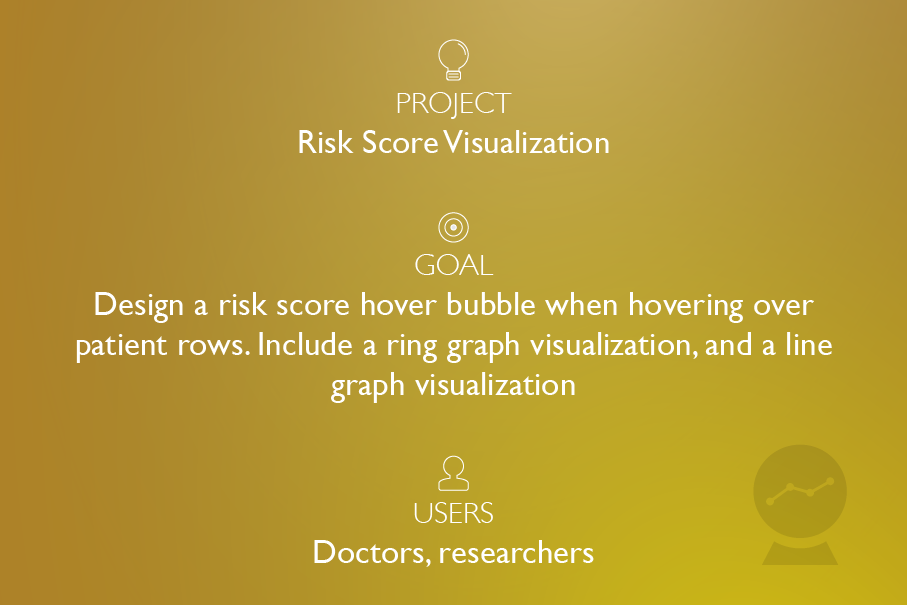 PROJECT
Risk Score Visualization
GOAL
Design a risk score hover bubble when hovering over
patient rows. Include a ring graph visualization, and a line
graph visualization
USERS
Doctors, researchers